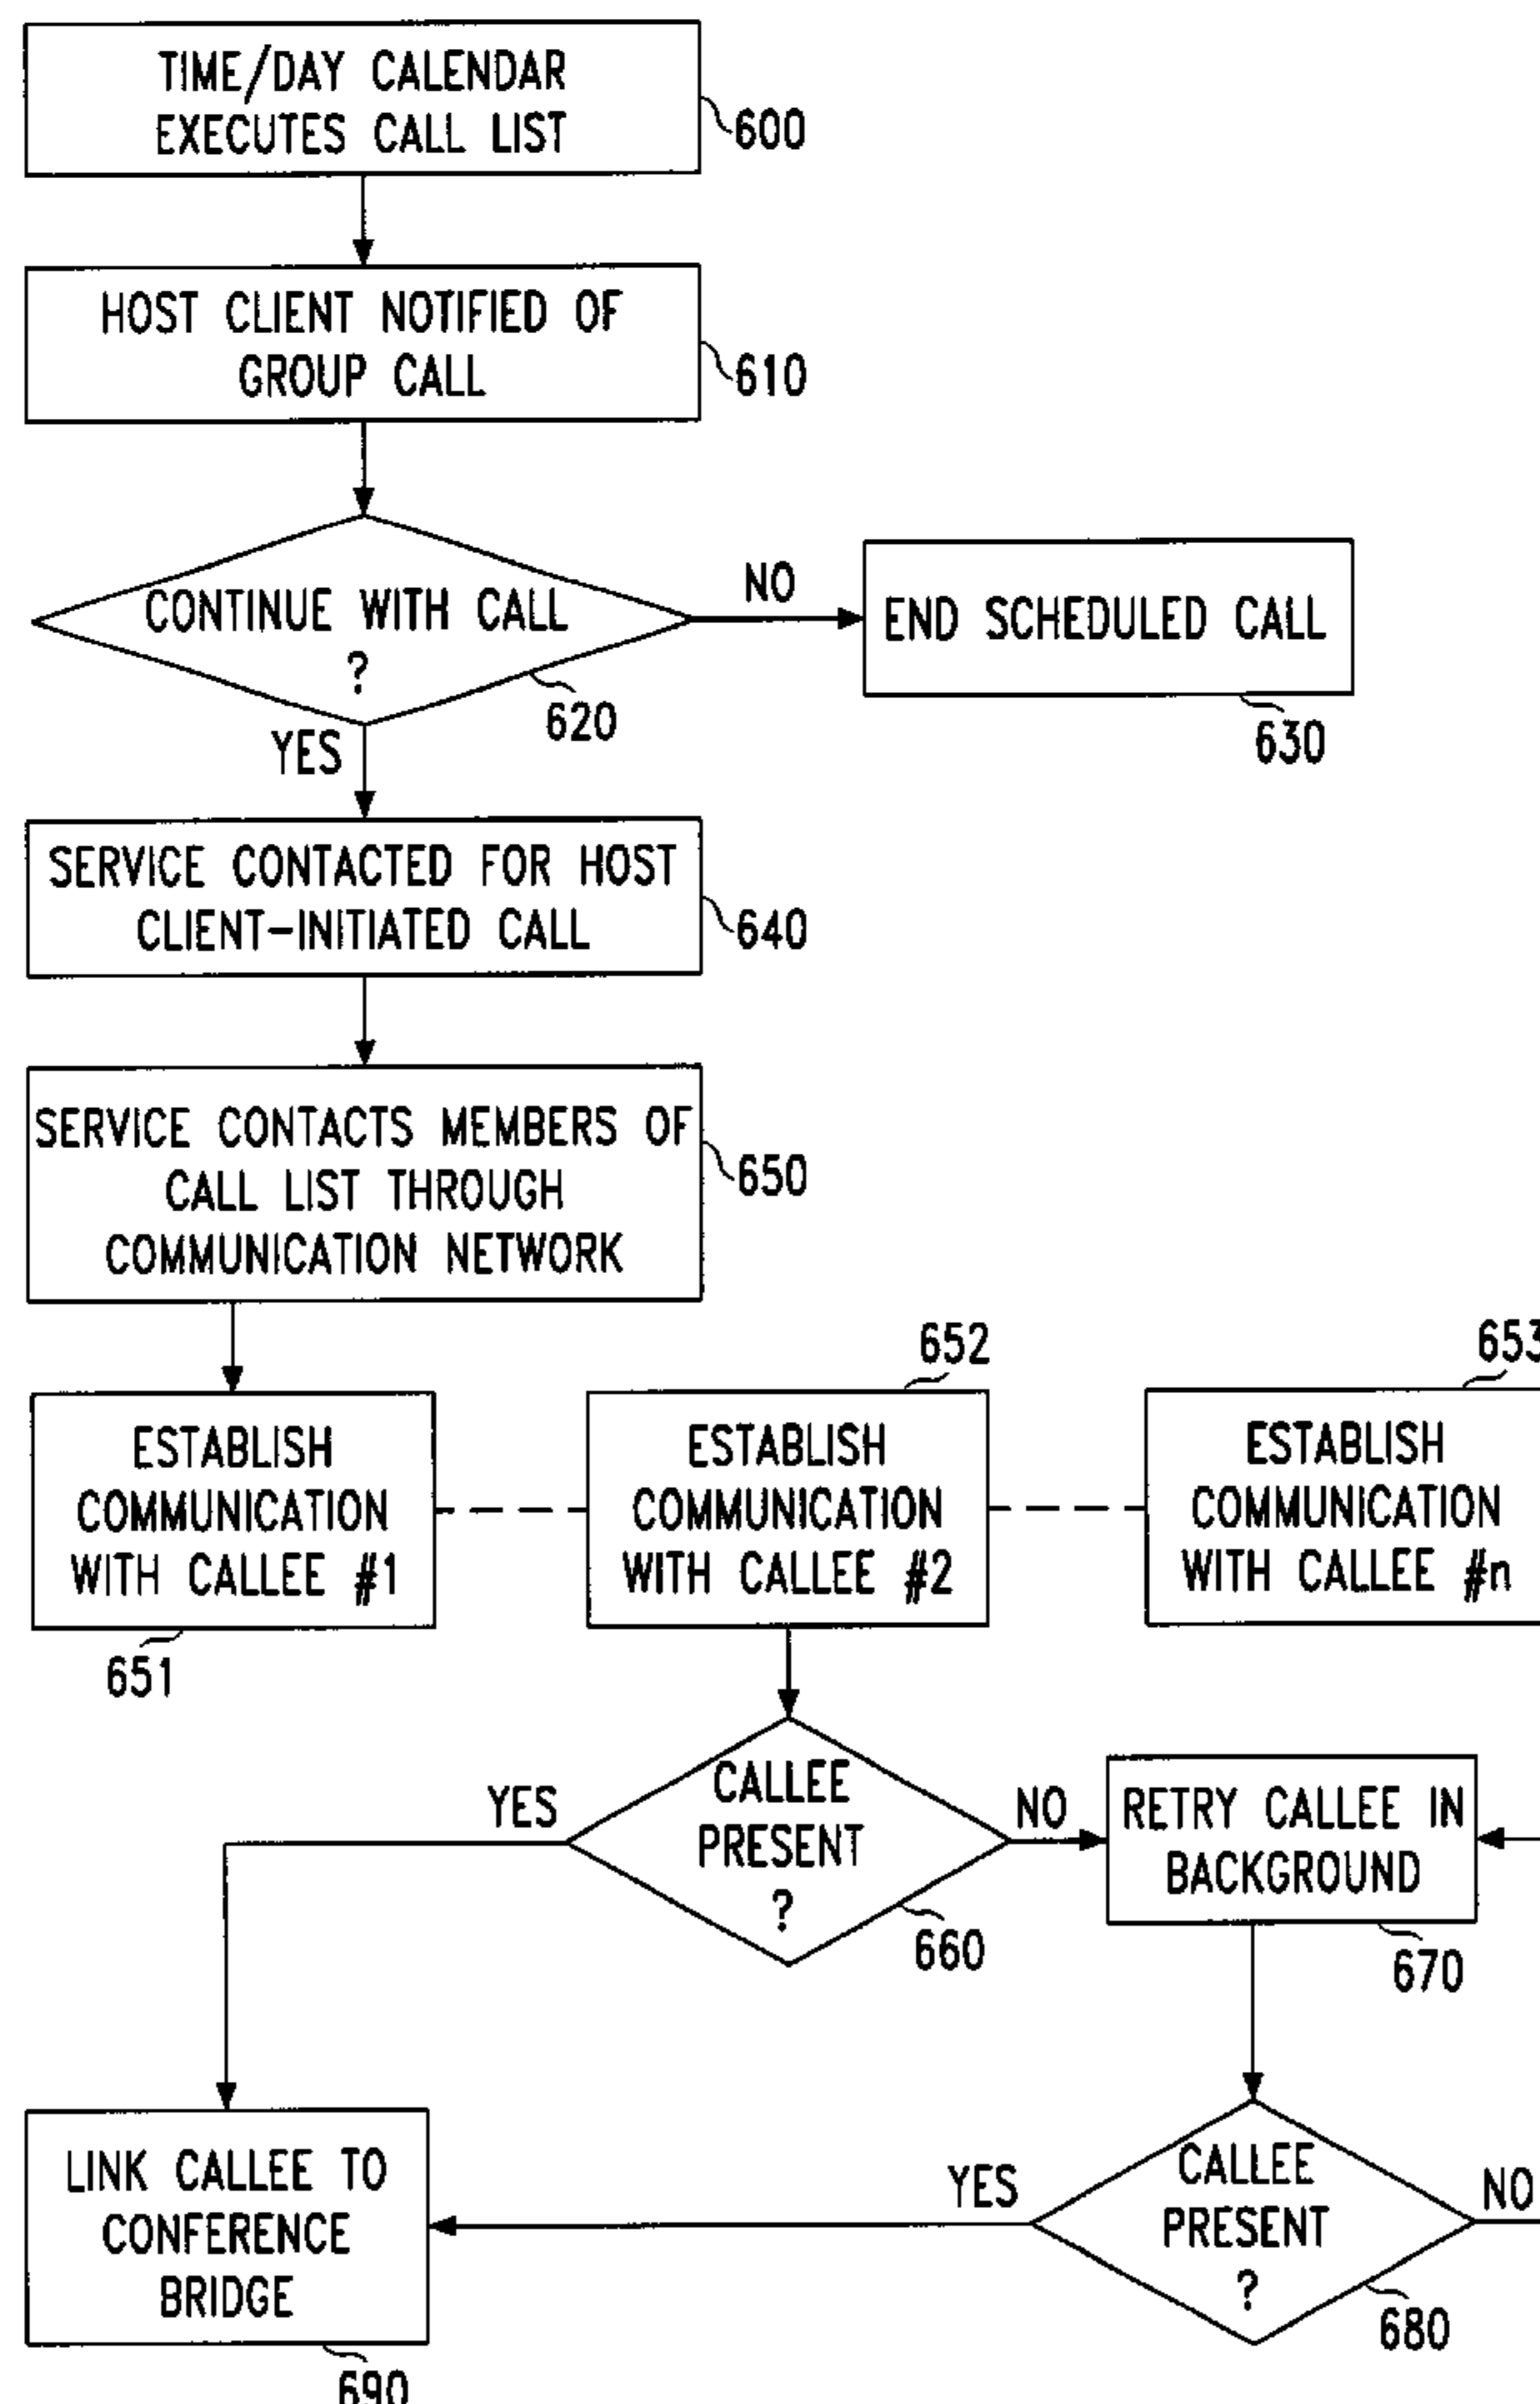 TIME/DAY CALENDAR
EXECUTES CALL LIST
600
HOST CLIENT NOTIFIED OF
GROUP CALL
610
CONTINUE WITH CALL
?
620
NO
END SCHEDULED CALL
630
YES
SERVICE CONTACTED FOR HOST
CLIENT-INITIATED CALL
640
SERVICE CONTACTS MEMBERS OF
CALL LIST THROUGH
COMMUNICATION NETWORK
650
ESTABLISH
COMMUNICATION
WITH CALLEE #1
651
652
ESTABLISH
COMMUNICATION
WITH CALLEE #2
653
ESTABLISH
COMMUNICATION
WITH CALLEE #n
CALLEE
PRESENT
?
660
YES
NO
RETRY CALLEE IN
BACKGROUND
670
CALLEE
PRESENT
?
680
YES
NO
LINK CALLEE TO
CONFERENCE
BRIDGE
690